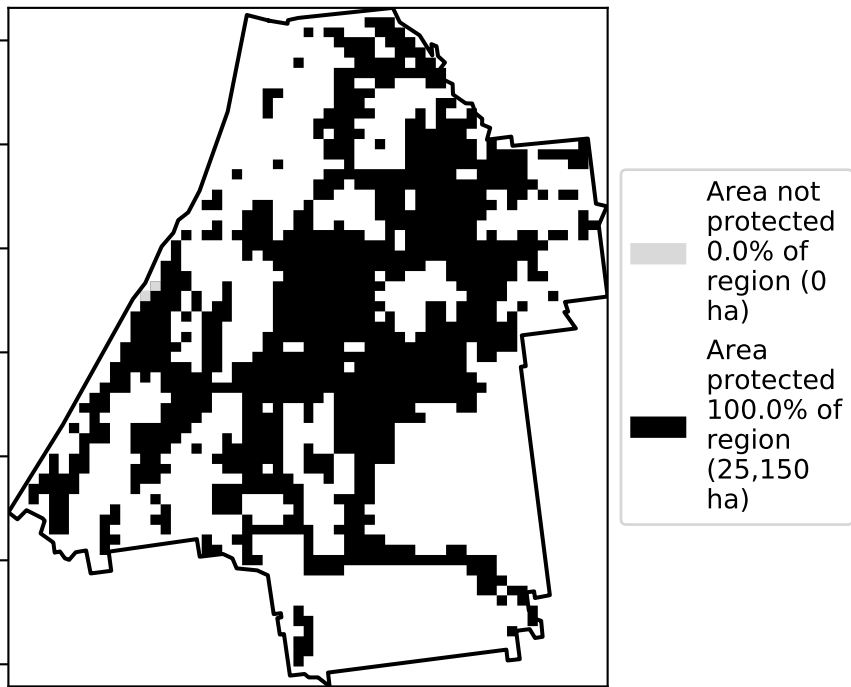 Area not
protected
0.0% of
region (0
ha)
Area
protected
100.0% of
region
(25,150
ha)